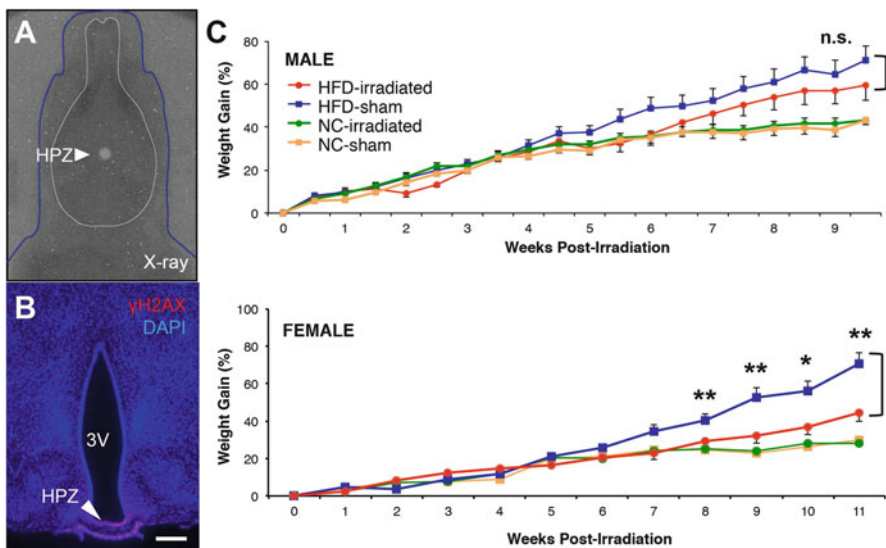 A
HPZ
X-ray
B
γH2AX
DAPI
3V
HPZ
C
MALE
n.s.
HFD-irradiated
HFD-sham
NC-irradiated
NC-sham
Weight Gain (%)
80
60
40
20
0
0 1 2 3 4 5 6 7 8 9
Weeks Post-Irradiation
FEMALE
** ** * **
Weight Gain (%)
100
80
60
40
20
0
0 1 2 3 4 5 6 7 8 9 10 11
Weeks Post-Irradiation